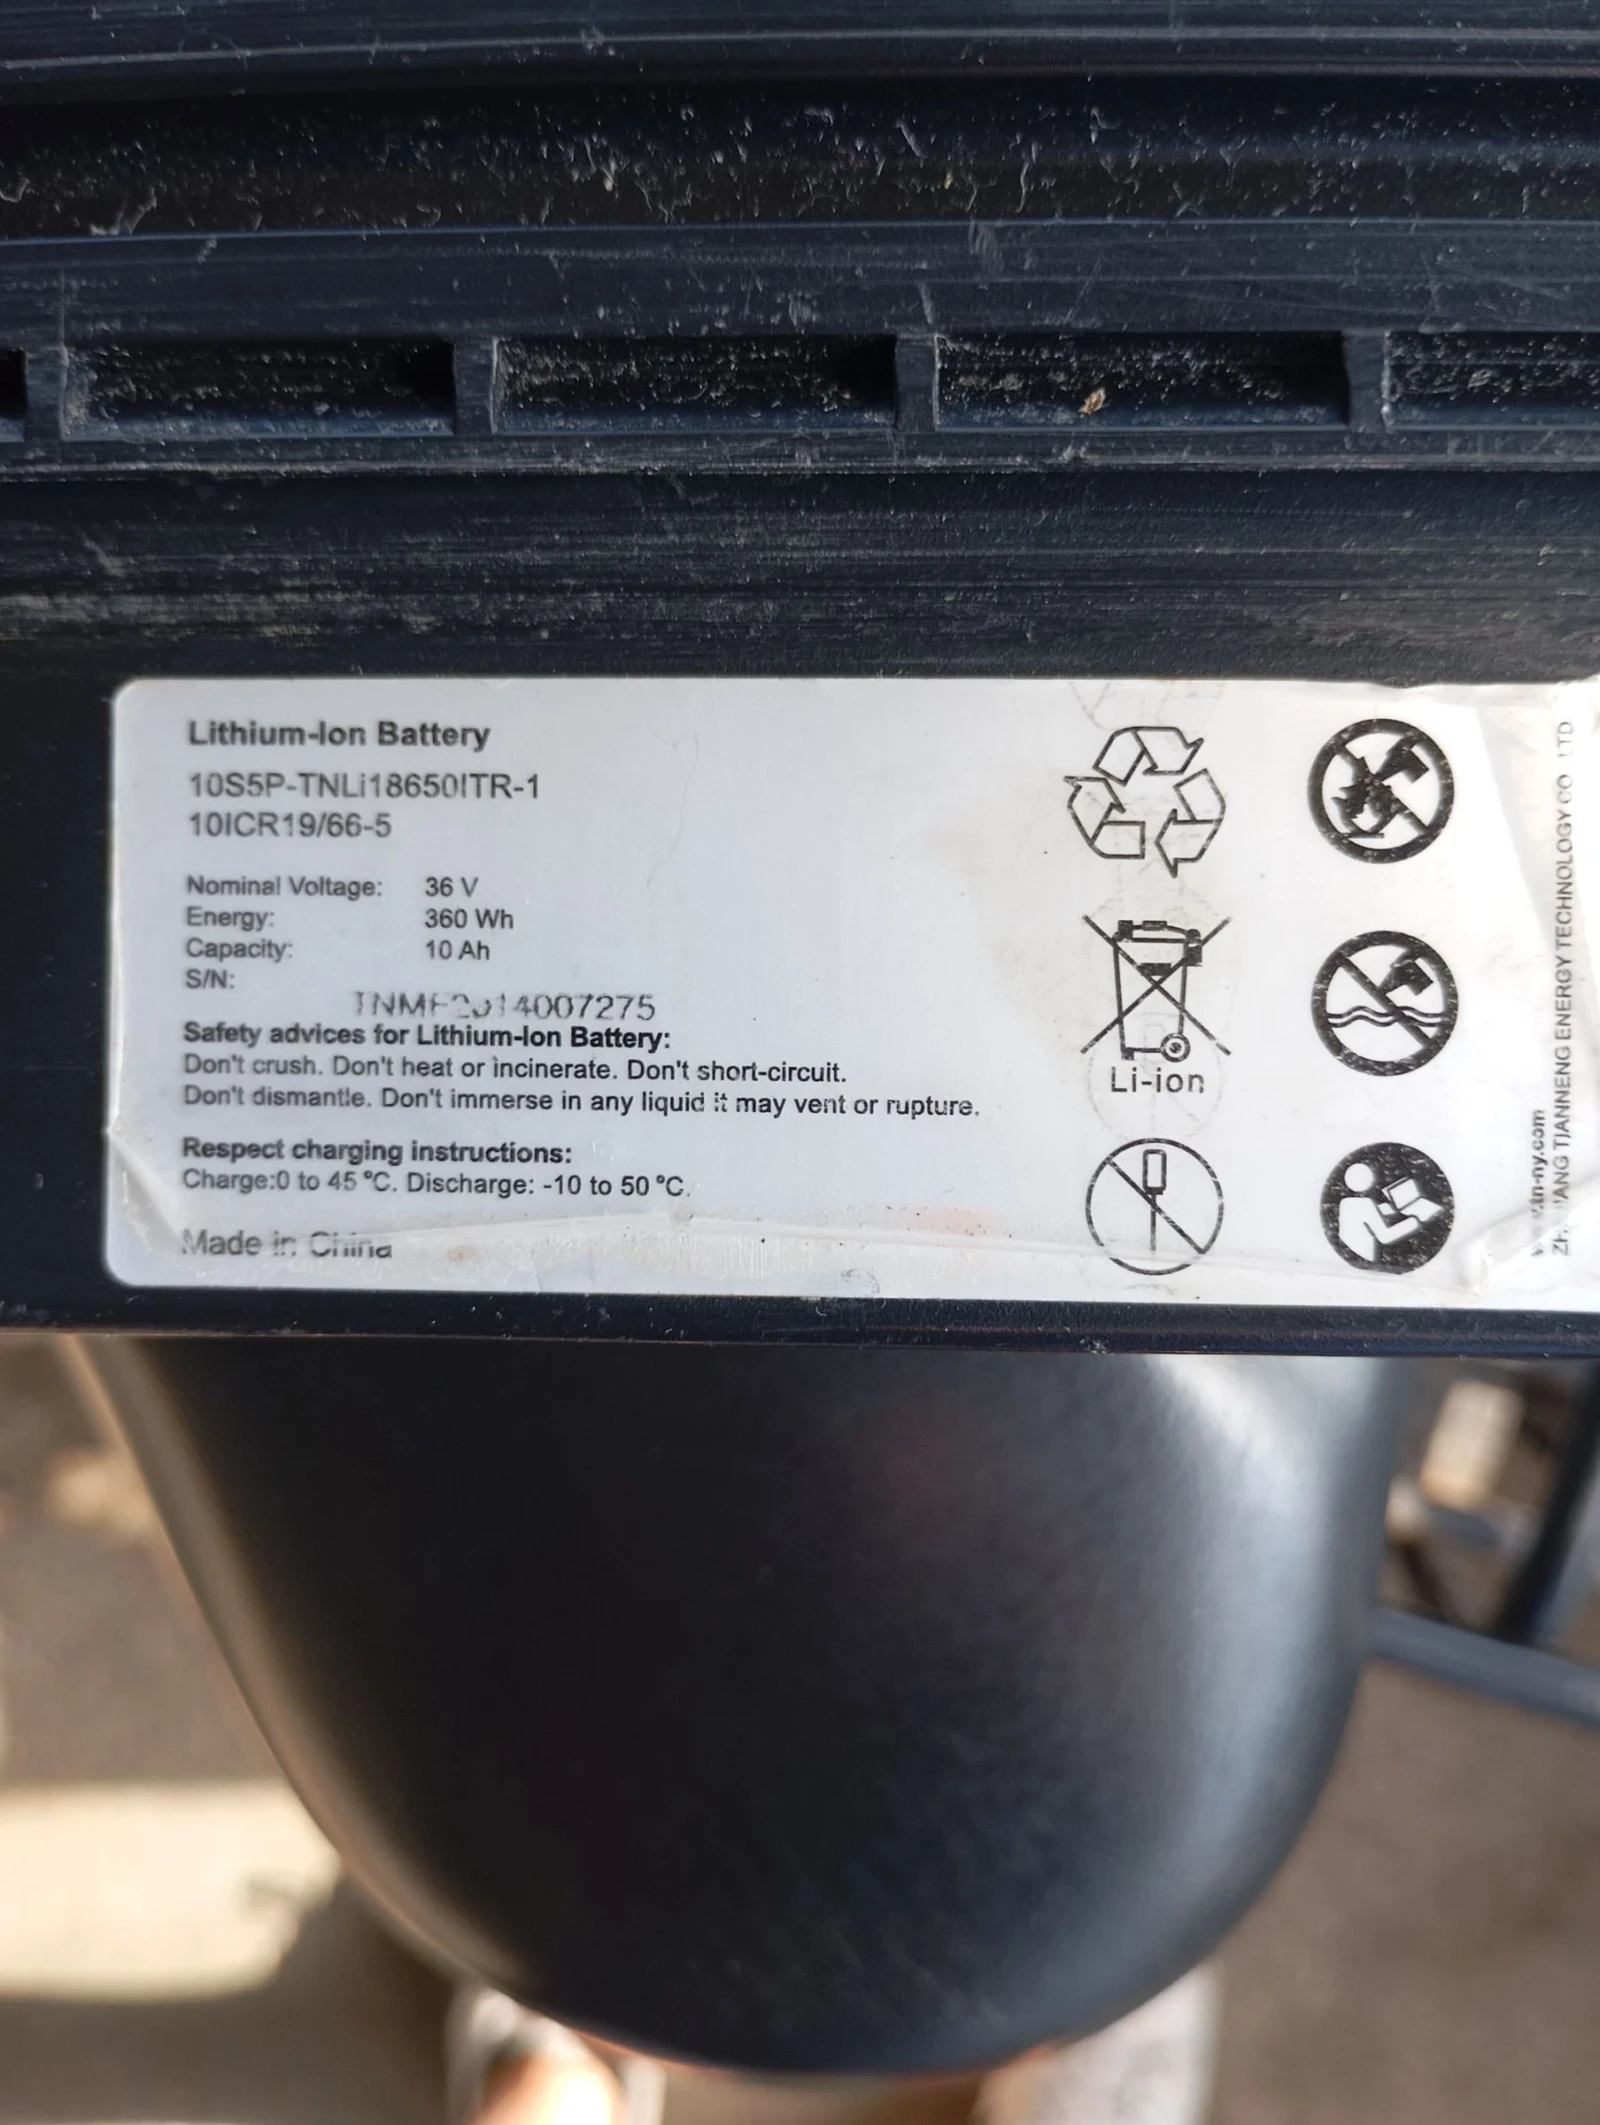 Lithium-Ion Battery
10S5P-TNLi18650ITR-1
10ICR19/66-5
Nominal Voltage: 36 V
Energy: 360 Wh
Capacity: 10 Ah
S/N:
Safety advices for Lithium-Ion Battery:
Don't crush. Don't heat or incinerate. Don't short-circuit.
Don't dismantle. Don't immerse in any liquid it may vent or rupture.
Respect charging instructions:
Charge:0 to 45 °C. Discharge: -10 to 50 °C.
Made in China
Li-ion
TIANNENG ENERGY TECHNOLOGY CO LTD